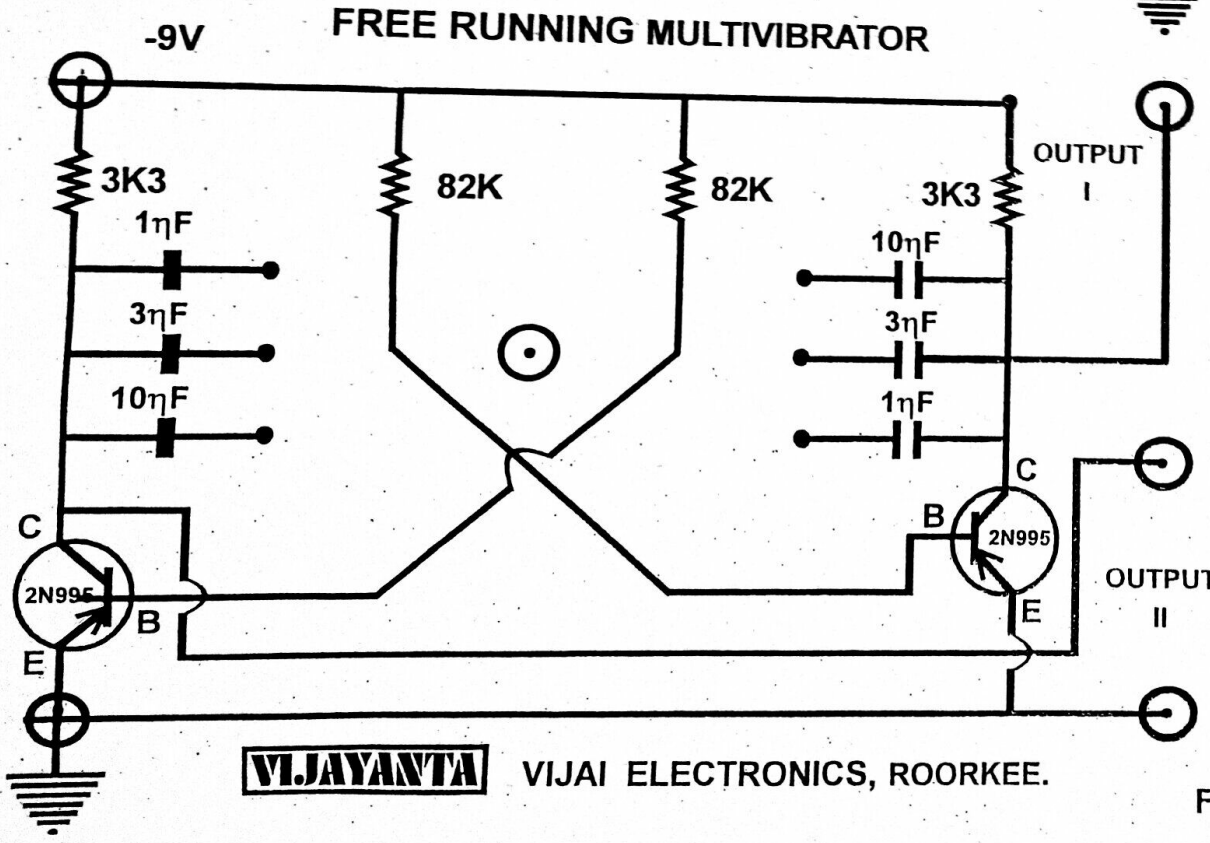 FREE RUNNING MULTIVIBRATOR
-9V
3K3
82K
82K
3K3
OUTPUT
I
1ηF
3ηF
10ηF
10ηF
3ηF
1ηF
C
2N995
B
E
C
B
2N995
E
OUTPUT
II
VIJAYANTA
VIJAI ELECTRONICS, ROORKEE.